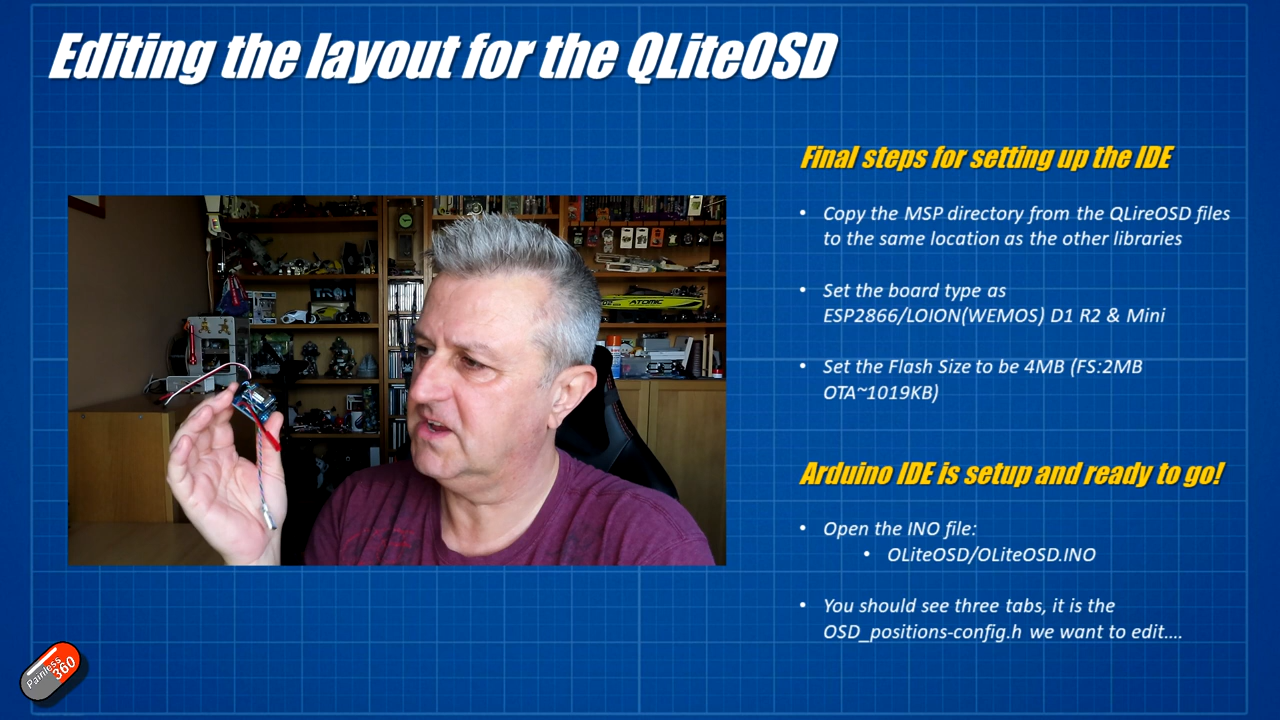 Editing the layout for the QLiteOSD
Final steps for setting up the IDE
• Copy the MSP directory from the QLireOSD files
to the same location as the other libraries
• Set the board type as
ESP2866/LOION(WEMOS) D1 R2 & Mini
• Set the Flash Size to be 4MB (FS:2MB
OTA~1019KB)
Arduino IDE is setup and ready to go!
• Open the INO file:
• OLiteOSD/OLiteOSD.INO
• You should see three tabs, it is the
OSD_positions-config.h we want to edit....
TRON
ATOMIC
Painless
360